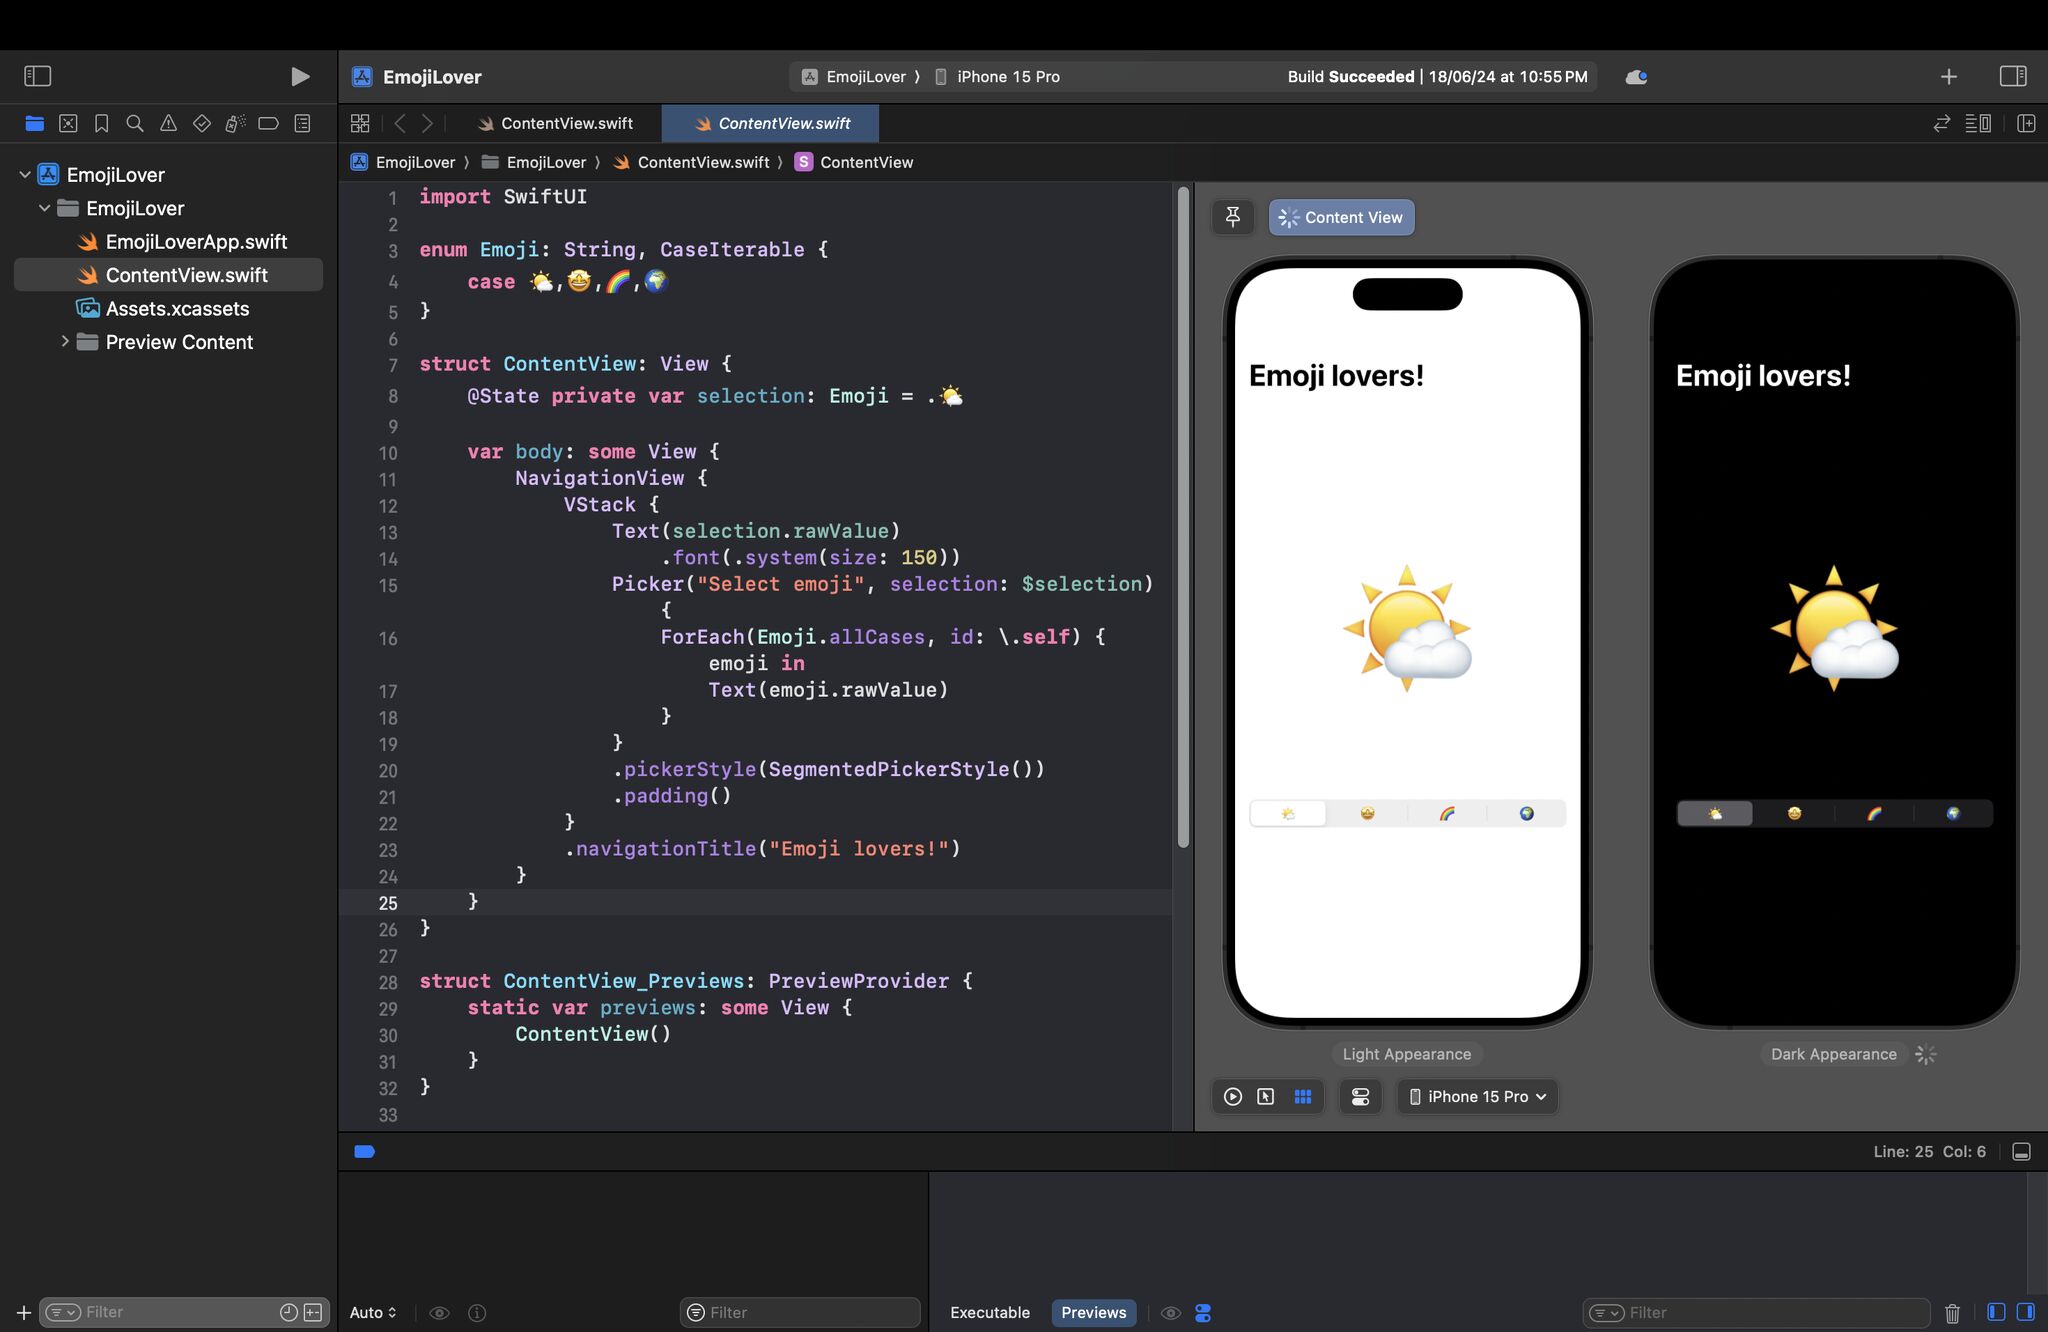 EmojiLover
EmojiLover
iPhone 15 Pro
Build Succeeded | 18/06/24 at 10:55 PM
ContentView.swift
ContentView.swift
EmojiLover
EmojiLover
ContentView.swift
S
ContentView
EmojiLover
EmojiLover
EmojiLoverApp.swift
ContentView.swift
Assets.xcassets
Preview Content
Filter
1 import SwiftUI
2
3 enum Emoji: String, CaseIterable {
4 case 🌤,🤩,🌈,🌍
5 }
6
7 struct ContentView: View {
8 @State private var selection: Emoji = .🌤
9
10 var body: some View {
11 NavigationView {
12 VStack {
13 Text(selection.rawValue)
14 .font(.system(size: 150))
15 Picker("Select emoji", selection: $selection)
{
16 ForEach(Emoji.allCases, id: \.self) {
emoji in
17 Text(emoji.rawValue)
18 }
19 }
20 .pickerStyle(SegmentedPickerStyle())
21 .padding()
22 }
23 .navigationTitle("Emoji lovers!")
24 }
25 }
26 }
27
28 struct ContentView_Previews: PreviewProvider {
29 static var previews: some View {
30 ContentView()
31 }
32 }
33
Content View
Emoji lovers!
Light Appearance
Emoji lovers!
Dark Appearance
iPhone 15 Pro
Line: 25 Col: 6
Auto
Filter
Executable
Previews
Filter